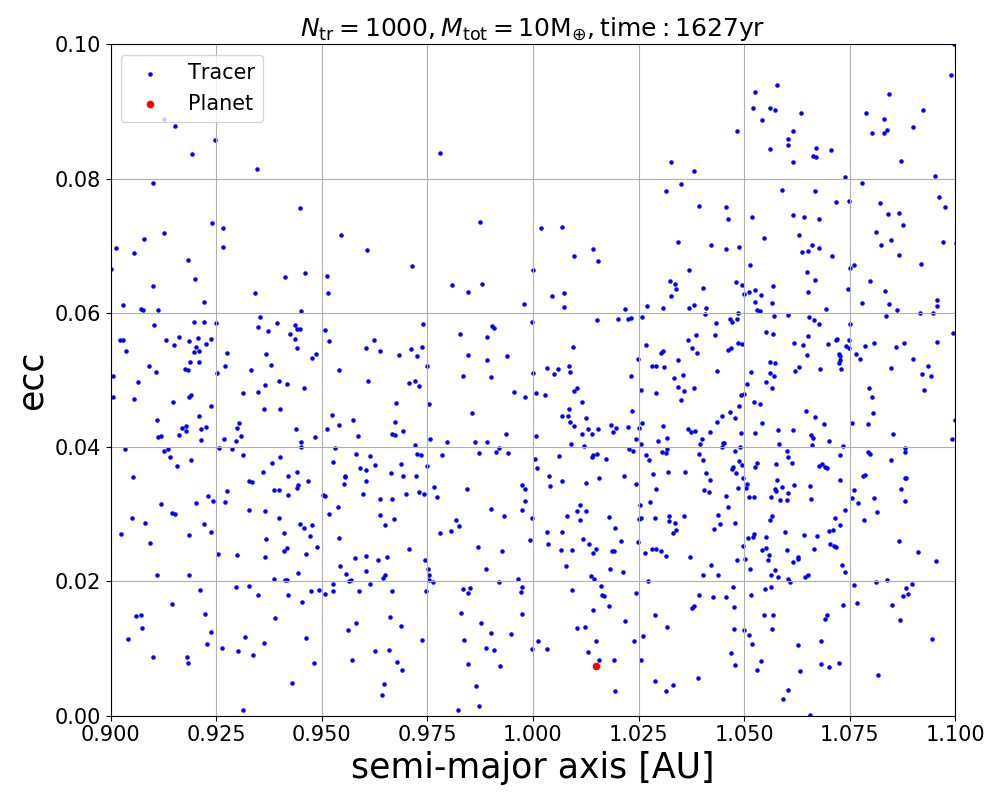 N_tr = 1000, M_tot = 10M_⊕, time : 1627yr
Tracer
Planet
0.10
0.08
0.06
0.04
0.02
0.00
ecc
0.900 0.925 0.950 0.975 1.000 1.025 1.050 1.075 1.100
semi-major axis [AU]